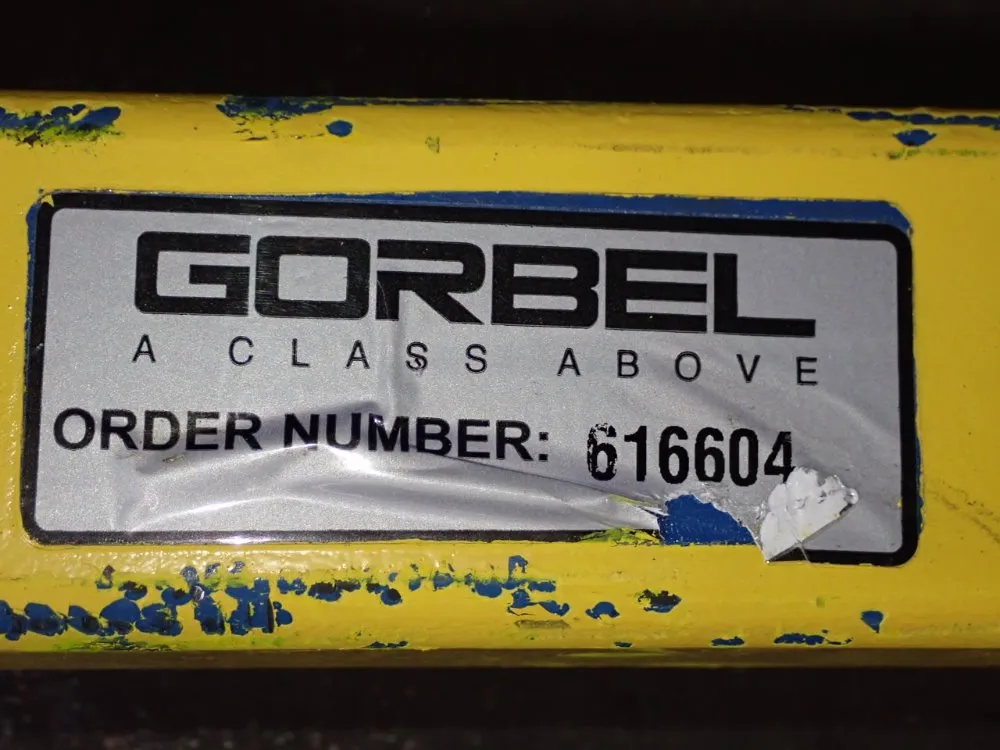 GORBEL
A CLASS ABOVE
ORDER NUMBER: 616604